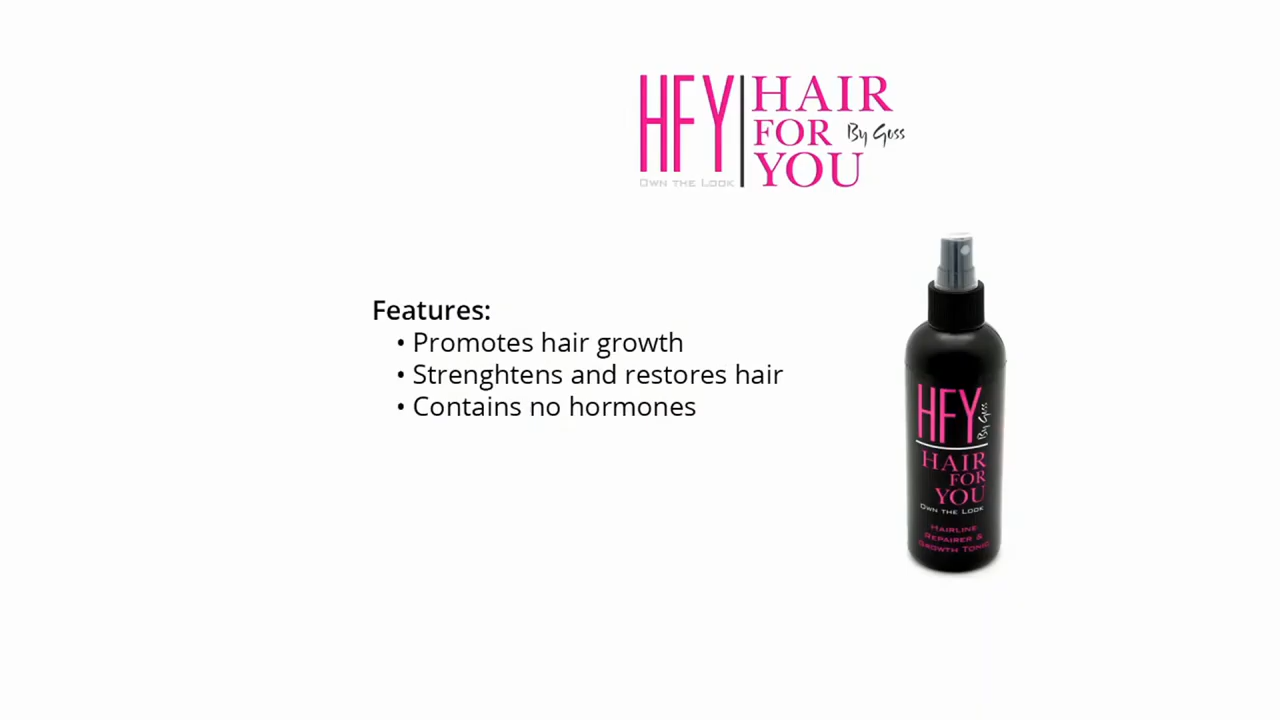 HFY
OWN THE LOOK
HAIR
FOR By Goss
YOU
Features:
• Promotes hair growth
• Strenghtens and restores hair
• Contains no hormones
HFY By Goss
HAIR
FOR
YOU
OWN THE LOOK
HAIRLINE
REPAIRER &
GROWTH TONIC